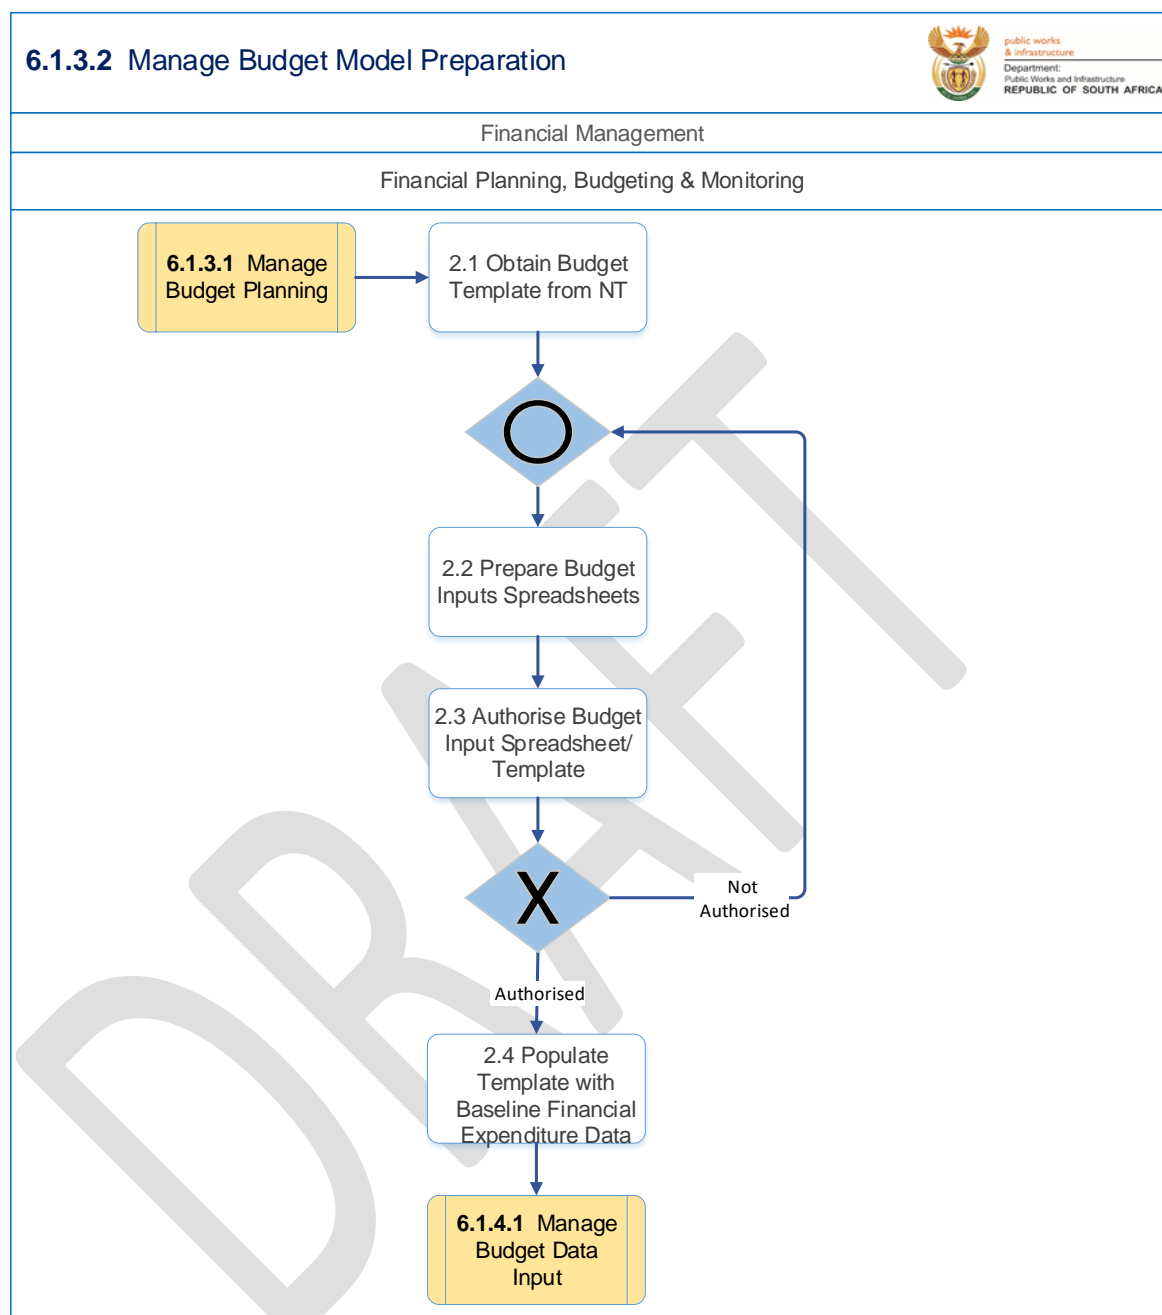 6.1.3.2 Manage Budget Model Preparation
public works
& infrastructure
Department:
Public Works and Infrastructure
REPUBLIC OF SOUTH AFRICA
Financial Management
Financial Planning, Budgeting & Monitoring
6.1.3.1 Manage
Budget Planning
2.1 Obtain Budget
Template from NT
2.2 Prepare Budget
Inputs Spreadsheets
2.3 Authorise Budget
Input Spreadsheet/
Template
X
Not
Authorised
Authorised
2.4 Populate
Template with
Baseline Financial
Expenditure Data
6.1.4.1 Manage
Budget Data
Input
DRAFT